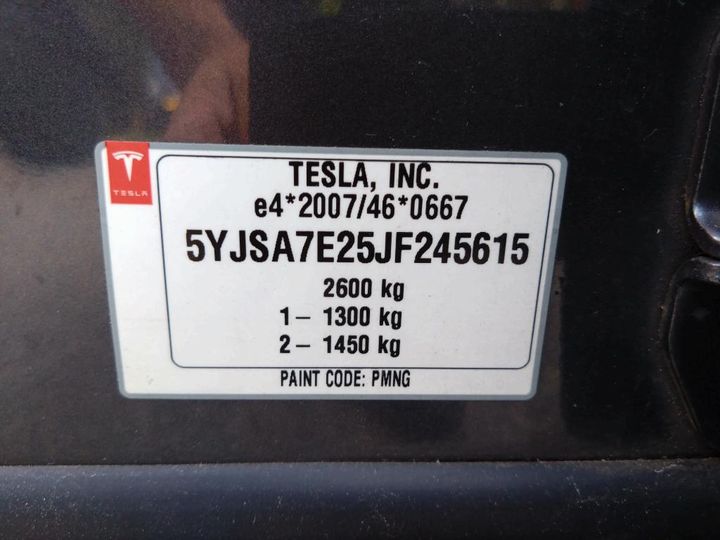 TESLA
TESLA, INC.
e4*2007/46*0667
5YJSA7E25JF245615
2600 kg
1– 1300 kg
2– 1450 kg
PAINT CODE: PMNG